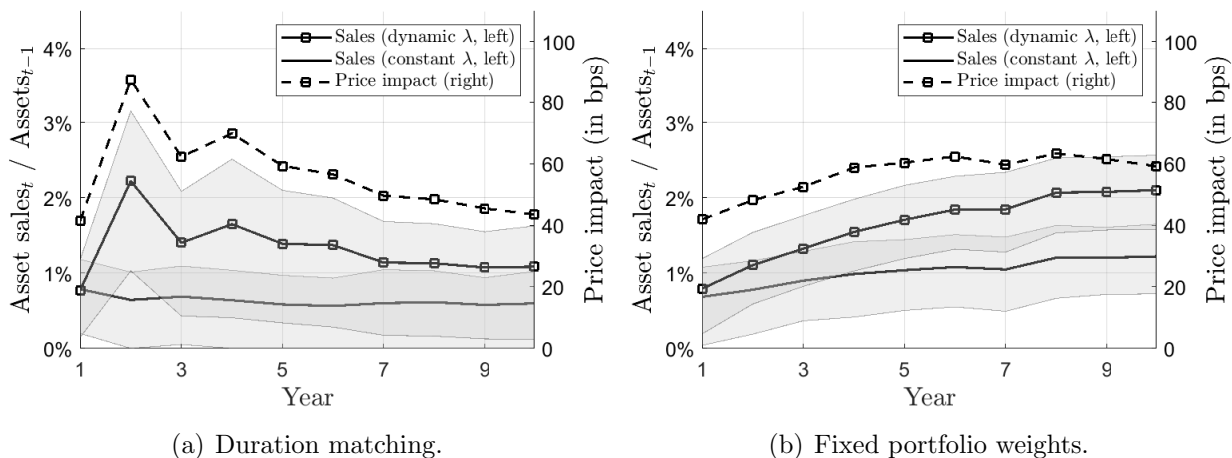 Sales (dynamic λ, left)
Sales (constant λ, left)
Price impact (right)
4%
3%
2%
1%
0%
100
80
60
40
20
0
1
3
5
7
9
Asset sales_t / Assets_{t−1}
Price impact (in bps)
Year
(a) Duration matching.
Sales (dynamic λ, left)
Sales (constant λ, left)
Price impact (right)
4%
3%
2%
1%
0%
100
80
60
40
20
0
1
3
5
7
9
Asset sales_t / Assets_{t−1}
Price impact (in bps)
Year
(b) Fixed portfolio weights.